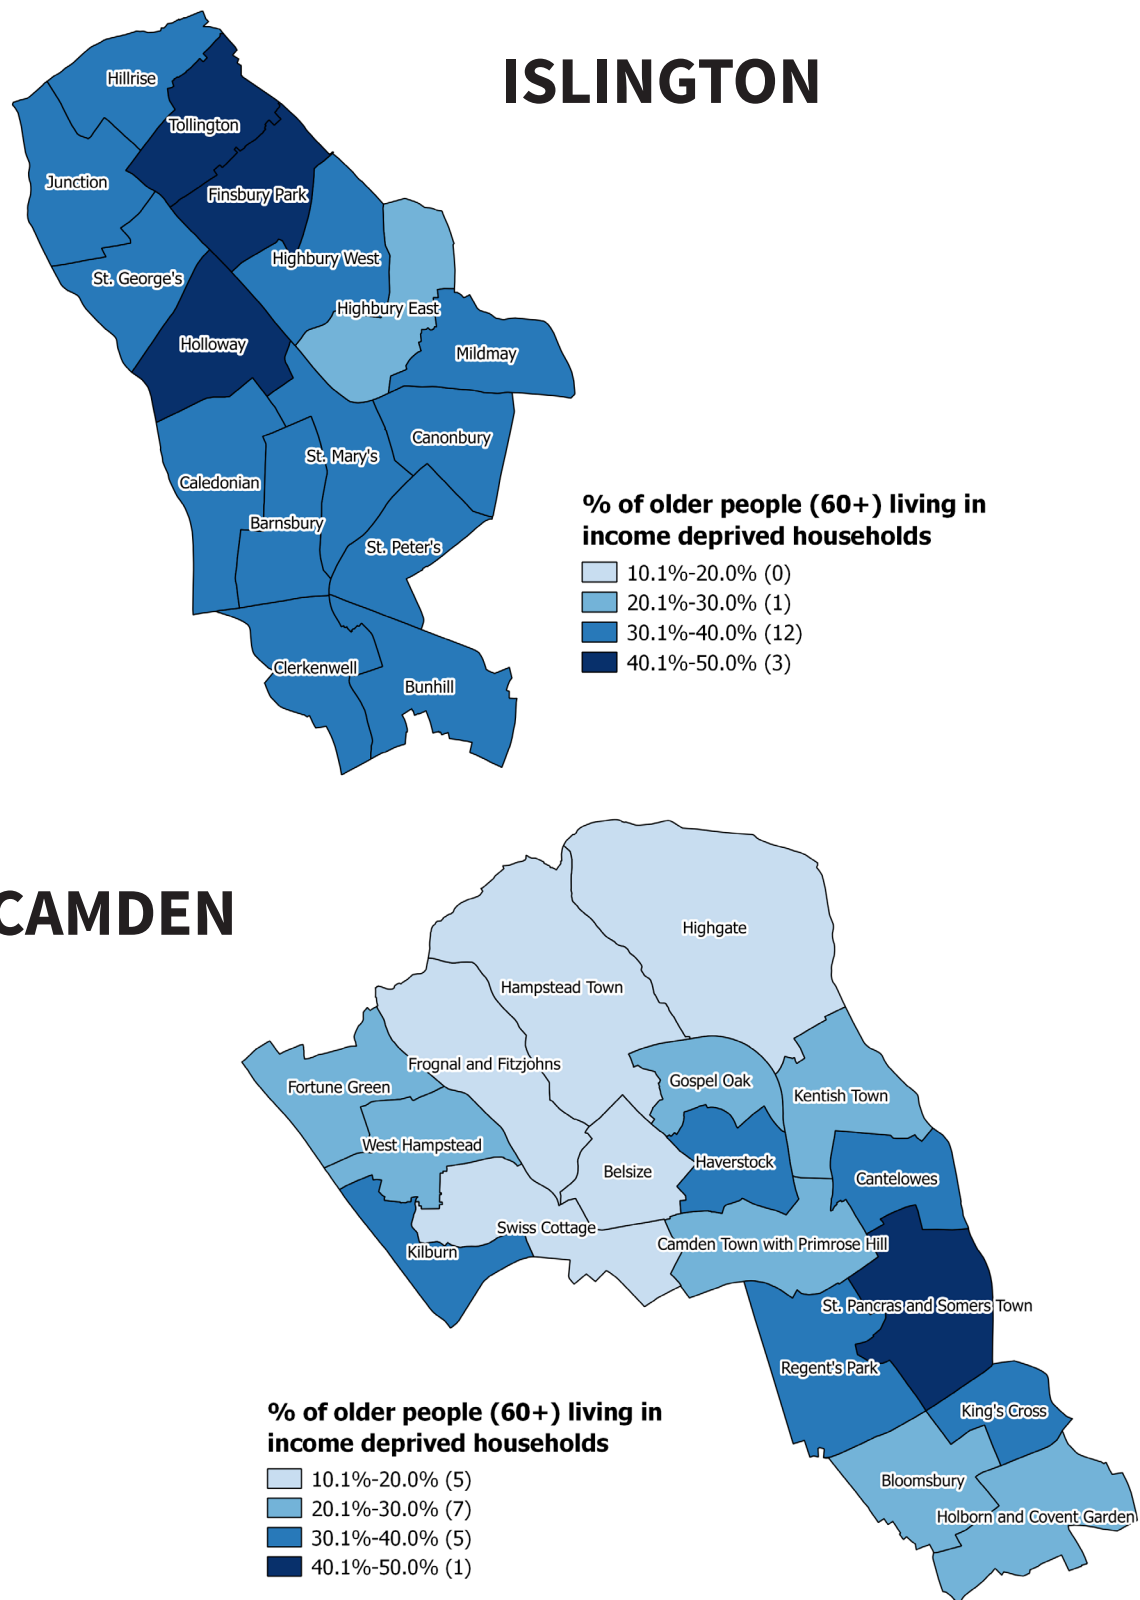 ISLINGTON
Hillrise
Tollington
Junction
Finsbury Park
Highbury West
St. George's
Highbury East
Holloway
Mildmay
Canonbury
St. Mary's
Caledonian
Barnsbury
St. Peter's
Clerkenwell
Bunhill
% of older people (60+) living in
income deprived households
10.1%-20.0% (0)
20.1%-30.0% (1)
30.1%-40.0% (12)
40.1%-50.0% (3)
CAMDEN
Highgate
Hampstead Town
Frognal and Fitzjohns
Fortune Green
Gospel Oak
Kentish Town
West Hampstead
Haverstock
Belsize
Cantelowes
Swiss Cottage
Camden Town with Primrose Hill
Kilburn
St. Pancras and Somers Town
Regent's Park
King's Cross
Bloomsbury
Holborn and Covent Garden
% of older people (60+) living in
income deprived households
10.1%-20.0% (5)
20.1%-30.0% (7)
30.1%-40.0% (5)
40.1%-50.0% (1)